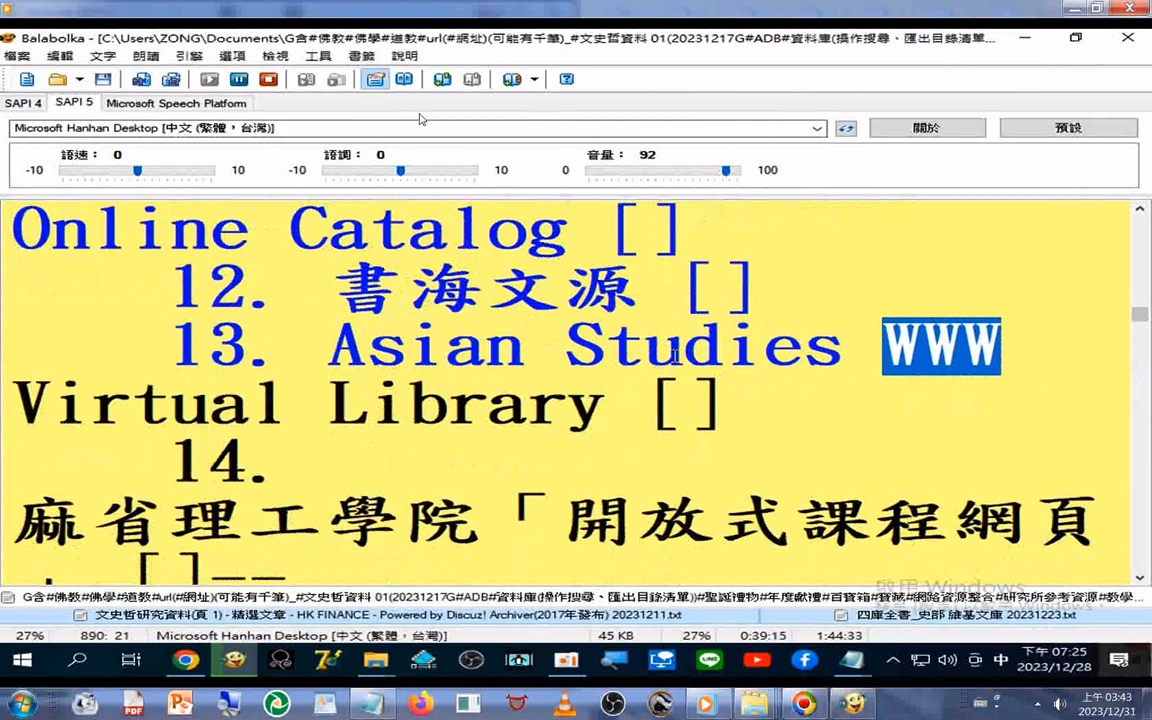 Balabolka - [C:\Users\ZONG\Documents\G含#佛教#佛學#道教#url(#網址)(可能有千筆)_#文史哲資料 01(20231217G#ADB#資料庫(操作搜尋、匯出目錄清單...
檔案 編輯 文字 朗讀 引擎 選項 檢視 工具 書籤 說明
SAPI 4 SAPI 5 Microsoft Speech Platform
Microsoft Hanhan Desktop [中文 (繁體，台灣)] 關於 預設
語速： 0 語調： 0 音量： 92
-10 10 -10 10 0 100
Online Catalog []
12. 書海文源 []
13. Asian Studies WWW
Virtual Library []
14.
麻省理工學院「開放式課程網頁
」 []--
啟用 Windows
G含#佛教#佛學#道教#url(#網址)(可能有千筆)_#文史哲資料 01(20231217G#ADB#資料庫(操作搜尋、匯出目錄清單))#聖誕禮物#年度獻禮#百寶箱#寶藏#網路資源整合#研究所參考資源#教學...
文史哲研究資料(頁 1) - 精選文章 - HK FINANCE - Powered by Discuz! Archiver(2017年發布) 20231211.txt 四庫全書_史部 維基文庫 20231223.txt
27% 890: 21 Microsoft Hanhan Desktop [中文 (繁體，台灣)] 45 KB 27% 0:39:15 1:44:33
中 下午 07:25
2023/12/28
上午 03:43
2023/12/31